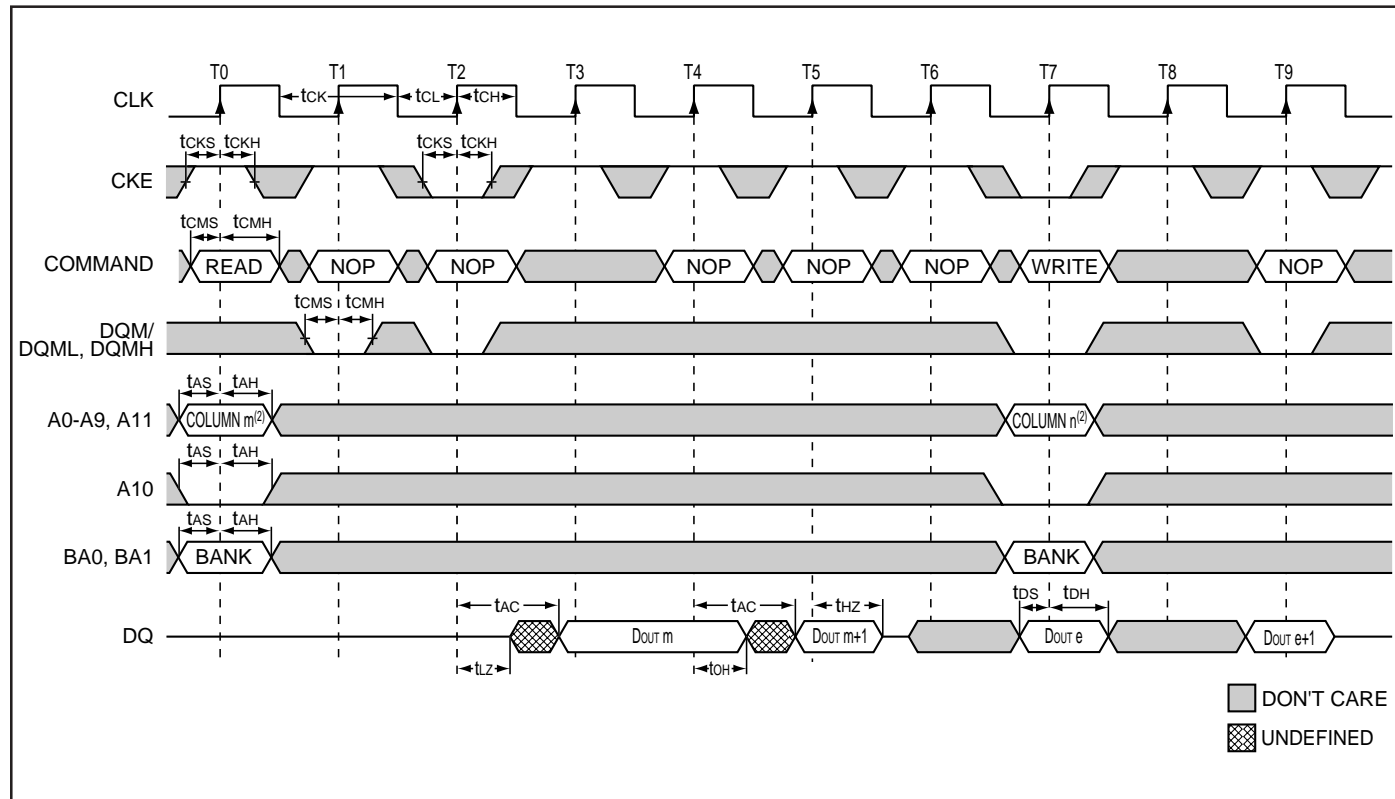 T0 T1 T2 T3 T4 T5 T6 T7 T8 T9
CLK
tCK tCL tCH
tCKS tCKH tCKS tCKH
CKE
tCMS tCMH
COMMAND READ NOP NOP NOP NOP NOP WRITE NOP
tCMS tCMH
DQM/
DQML, DQMH
tAS tAH
A0-A9, A11 COLUMN m(2) COLUMN n(2)
tAS tAH
A10
tAS tAH
BA0, BA1 BANK BANK
tAC tAC tHZ tDS tDH
DQ DOUT m DOUT m+1 DOUT e DOUT e+1
tLZ tOH
DON'T CARE
UNDEFINED